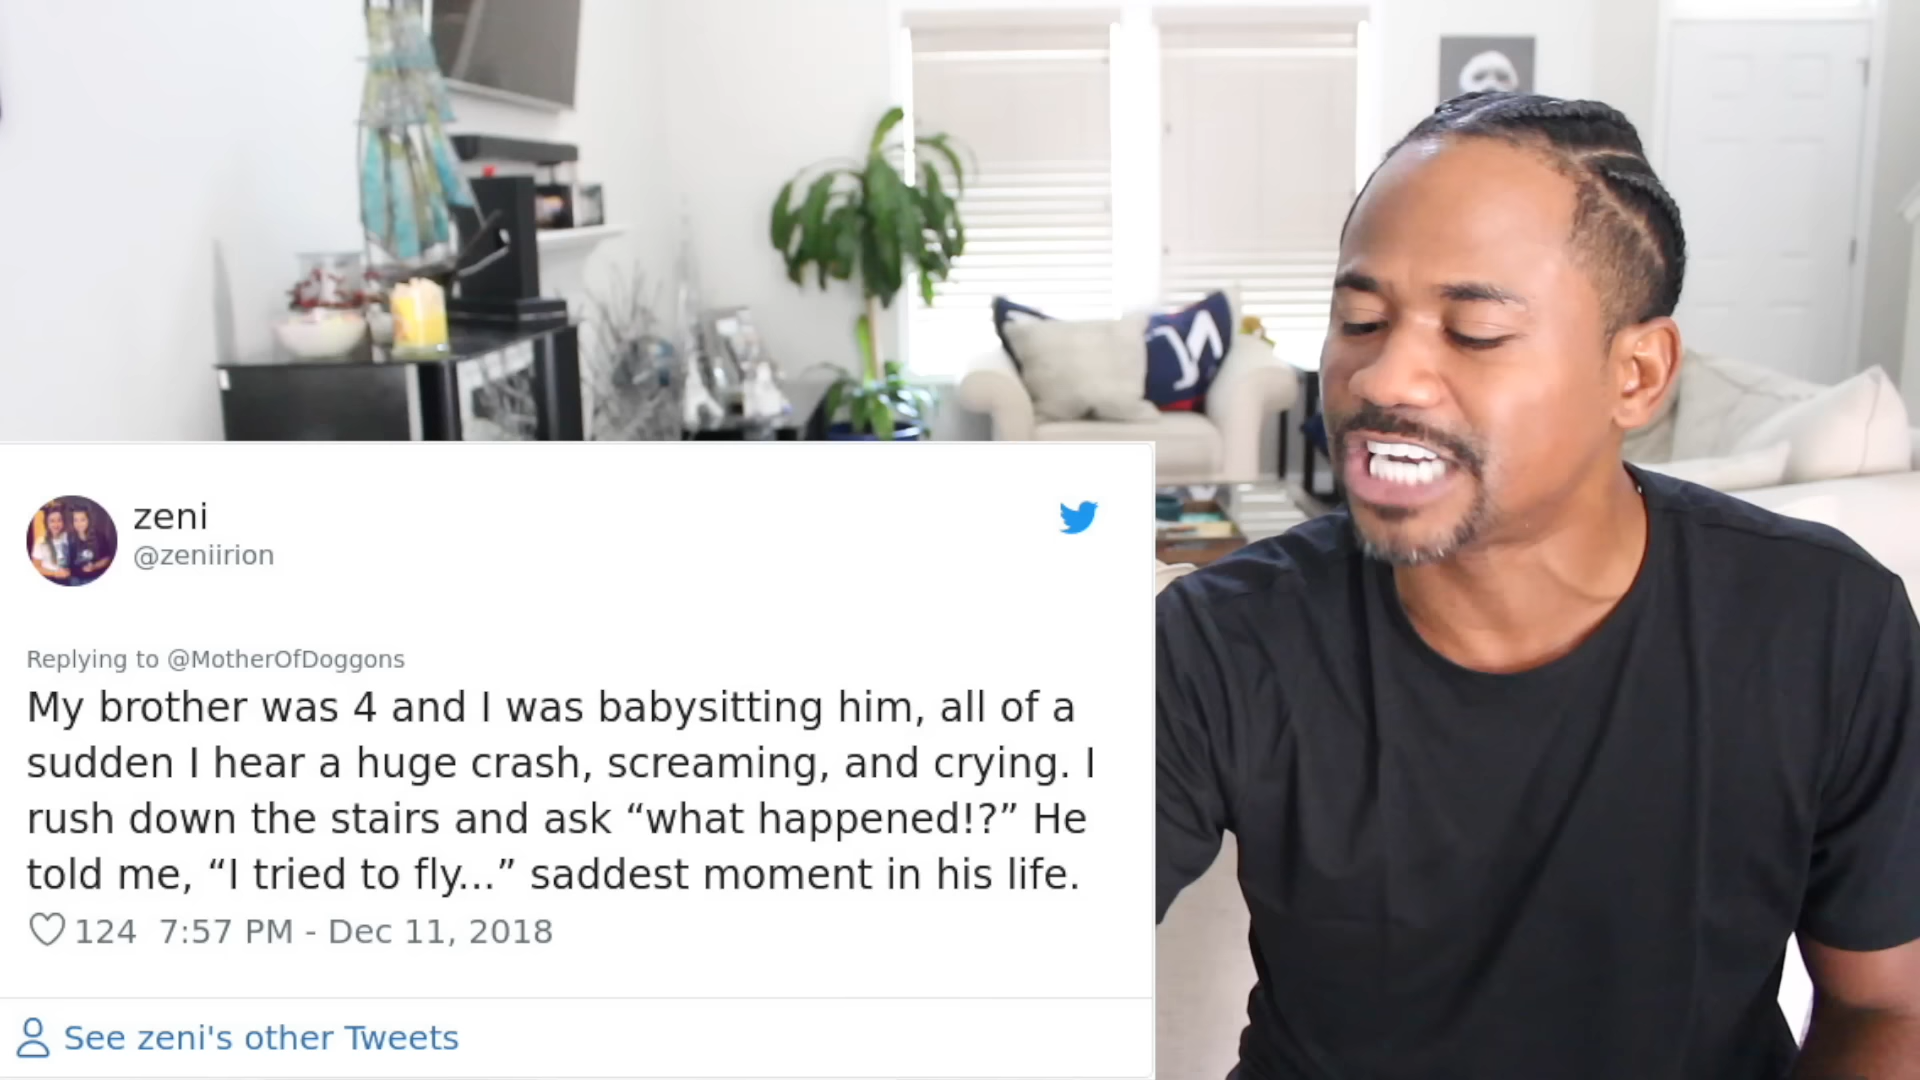 zeni
@zeniirion
Replying to @MotherOfDoggons
My brother was 4 and I was babysitting him, all of a
sudden I hear a huge crash, screaming, and crying. I
rush down the stairs and ask “what happened!?” He
told me, “I tried to fly...” saddest moment in his life.
124 7:57 PM - Dec 11, 2018
See zeni's other Tweets